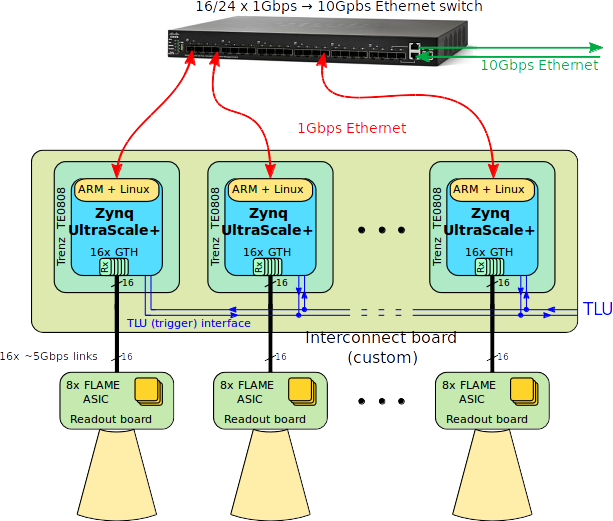 16/24 x 1Gbps → 10Gpbs Ethernet switch
10Gbps Ethernet
1Gbps Ethernet
Trenz TE0808
ARM + Linux
Zynq
UltraScale+
16x GTH
Rx
16
Trenz TE0808
ARM + Linux
Zynq
UltraScale+
16x GTH
Rx
16
Trenz TE0808
ARM + Linux
Zynq
UltraScale+
16x GTH
Rx
16
TLU
TLU (trigger) interface
Interconnect board
(custom)
16x ~5Gbps links
16
16
16
8x FLAME
ASIC
Readout board
8x FLAME
ASIC
Readout board
8x FLAME
ASIC
Readout board